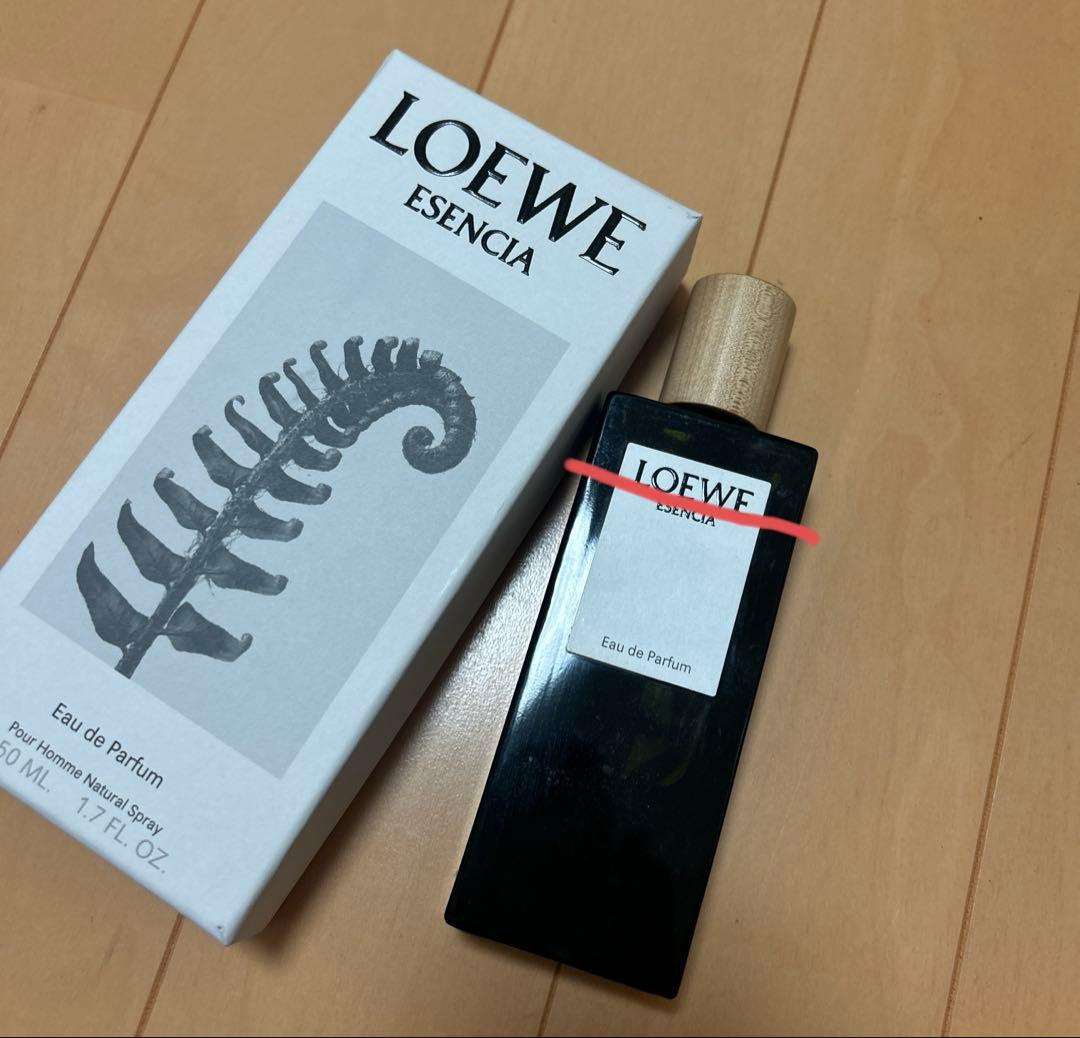 LOEWE
ESENCIA
Eau de Parfum
Pour Homme Natural Spray
50 ML. 1.7 FL. OZ.
LOEWE
ESENCIA
Eau de Parfum